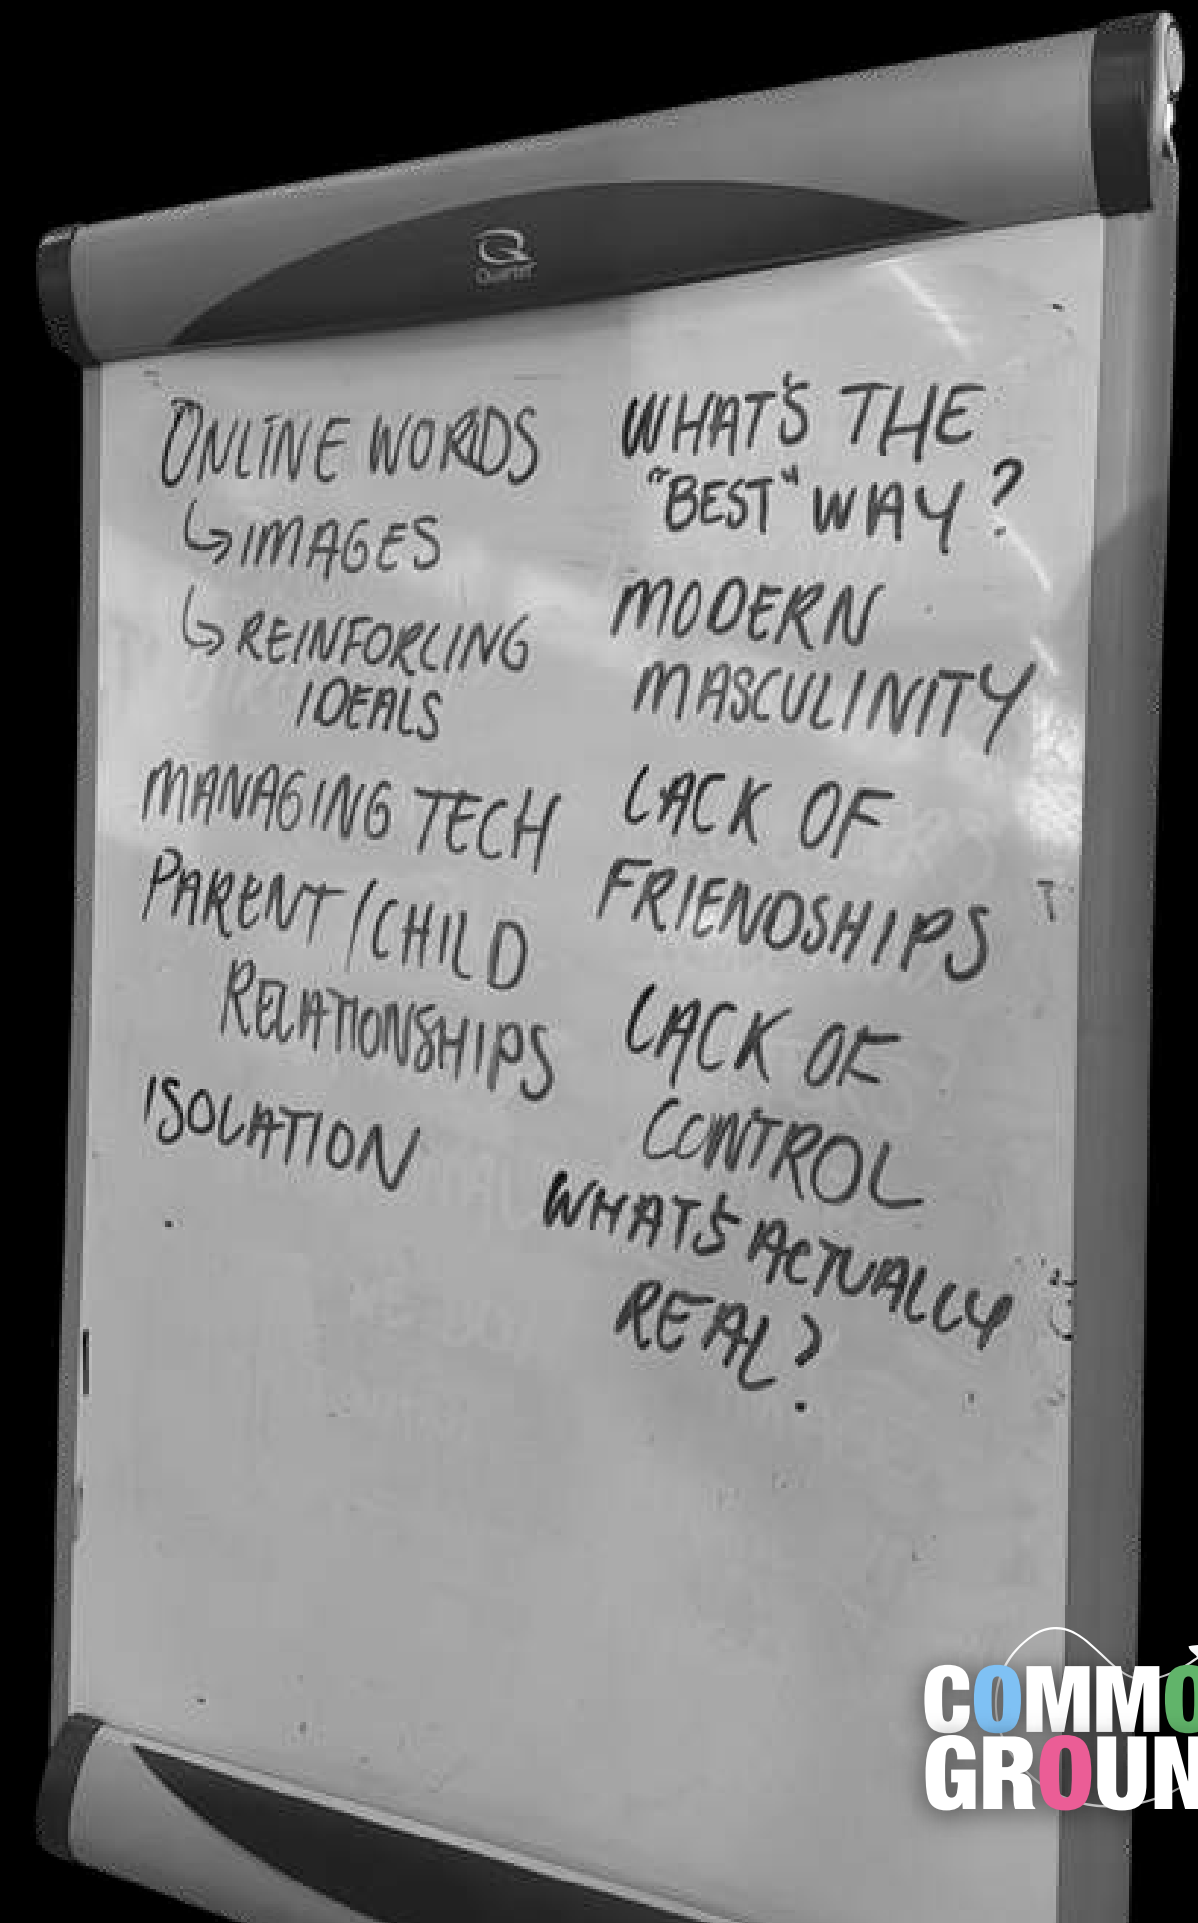 Quartet
ONLINE WORDS
↳ IMAGES
↳ REINFORCING
IDEALS
MANAGING TECH
PARENT/CHILD
RELATIONSHIPS
ISOLATION
WHAT'S THE
"BEST" WAY?
MODERN
MASCULINITY
LACK OF
FRIENDSHIPS
LACK OF
CONTROL
WHAT'S ACTUALLY
REAL?
COMMO
GROUN